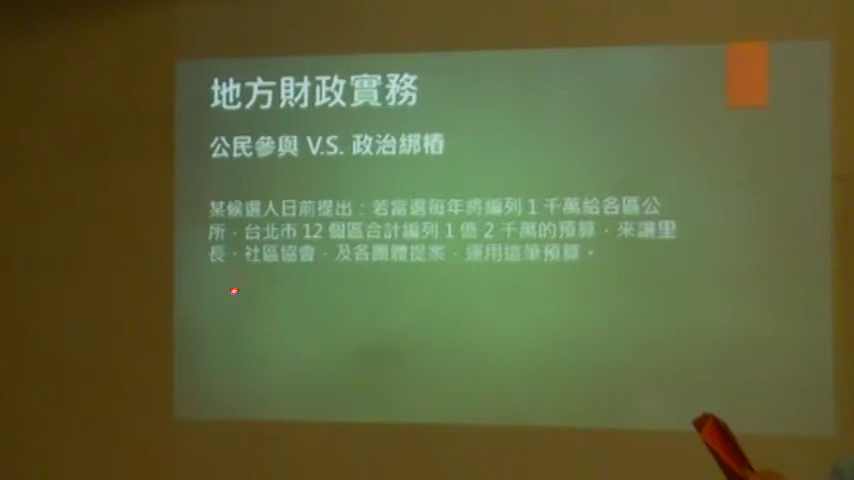 地方財政實務
公民參與 V.S. 政治綁樁
某候選人日前提出：若當選每年將編列 1 千萬給各區公
所，台北市 12 個區合計編列 1 億 2 千萬的預算，來讓里
長、社區協會，及各團體提案，運用這筆預算。